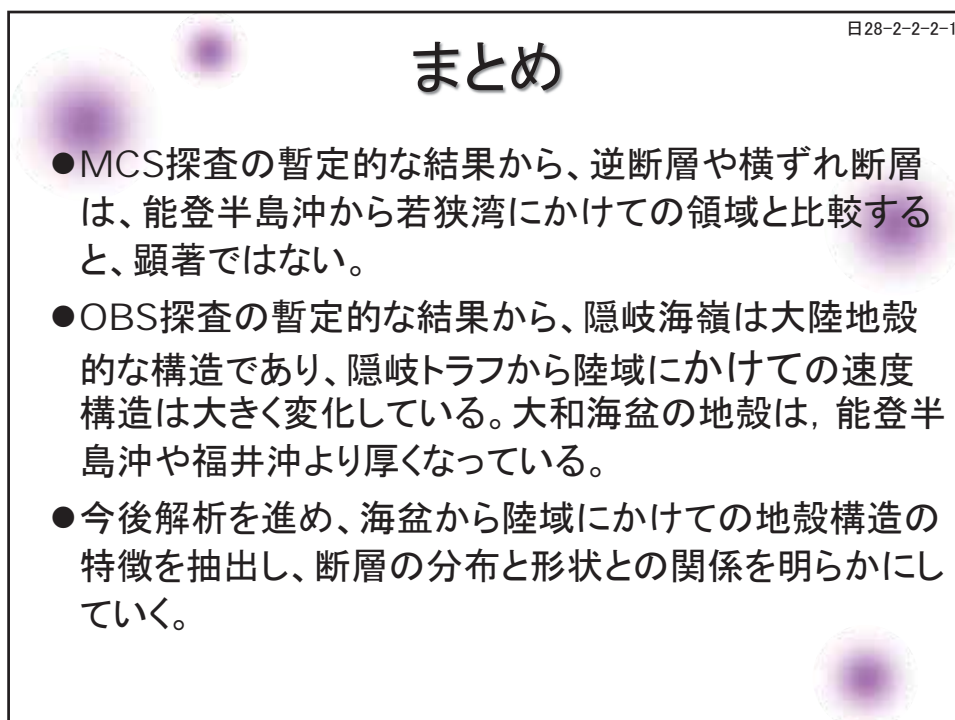 日28-2-2-2-1
まとめ
●MCS探査の暫定的な結果から、逆断層や横ずれ断層
は、能登半島沖から若狭湾にかけての領域と比較する
と、顕著ではない。
●OBS探査の暫定的な結果から、隠岐海嶺は大陸地殻
的な構造であり、隠岐トラフから陸域にかけての速度
構造は大きく変化している。大和海盆の地殻は，能登半
島沖や福井沖より厚くなっている。
●今後解析を進め、海盆から陸域にかけての地殻構造の
特徴を抽出し、断層の分布と形状との関係を明らかにし
ていく。